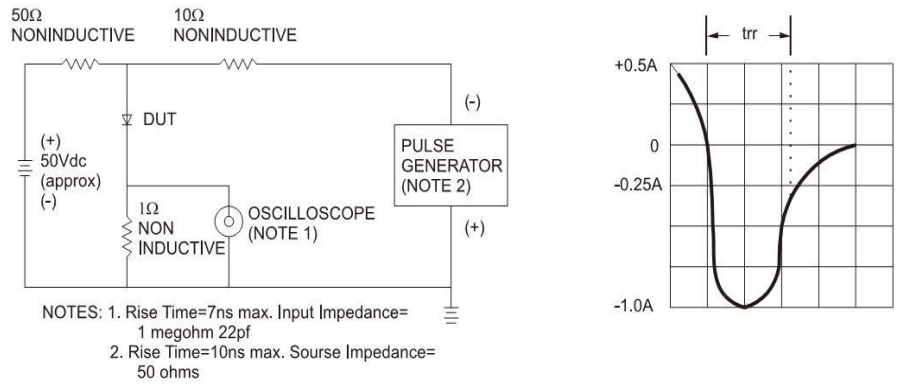 50Ω
NONINDUCTIVE
10Ω
NONINDUCTIVE
DUT
(+)
50Vdc
(approx)
(-)
1Ω
NON
INDUCTIVE
OSCILLOSCOPE
(NOTE 1)
(-)
PULSE
GENERATOR
(NOTE 2)
(+)
NOTES: 1. Rise Time=7ns max. Input Impedance=
1 megohm 22pf
2. Rise Time=10ns max. Sourse Impedance=
50 ohms
trr
+0.5A
0
-0.25A
-1.0A